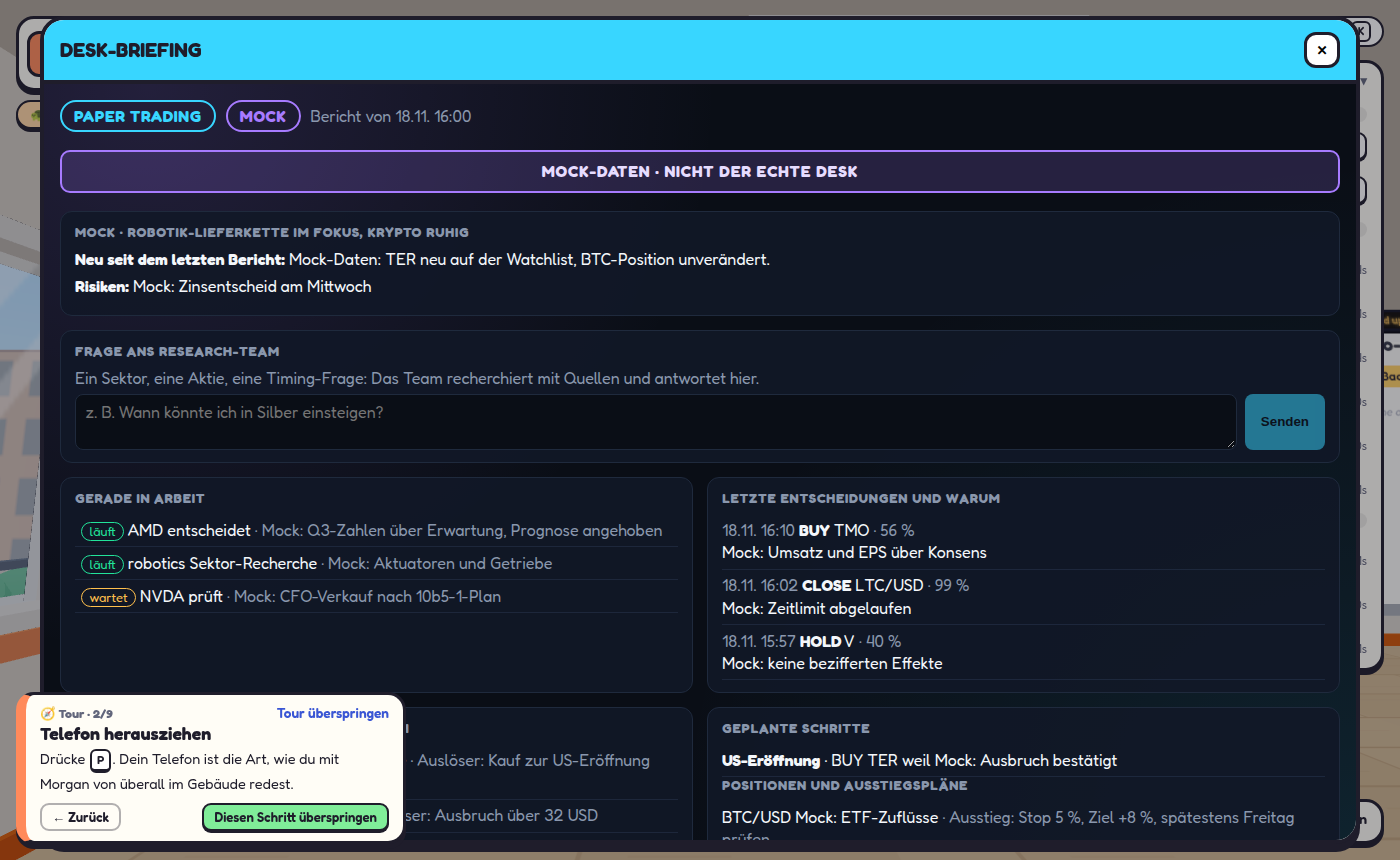 DESK-BRIEFING
×
K
PAPER TRADING
MOCK
Bericht von 18.11. 16:00
MOCK-DATEN · NICHT DER ECHTE DESK
MOCK · ROBOTIK-LIEFERKETTE IM FOKUS, KRYPTO RUHIG
Neu seit dem letzten Bericht: Mock-Daten: TER neu auf der Watchlist, BTC-Position unverändert.
Risiken: Mock: Zinsentscheid am Mittwoch
FRAGE ANS RESEARCH-TEAM
Ein Sektor, eine Aktie, eine Timing-Frage: Das Team recherchiert mit Quellen und antwortet hier.
z. B. Wann könnte ich in Silber einsteigen?
Senden
GERADE IN ARBEIT
läuft AMD entscheidet · Mock: Q3-Zahlen über Erwartung, Prognose angehoben
läuft robotics Sektor-Recherche · Mock: Aktuatoren und Getriebe
wartet NVDA prüft · Mock: CFO-Verkauf nach 10b5-1-Plan
LETZTE ENTSCHEIDUNGEN UND WARUM
18.11. 16:10 BUY TMO · 56 %
Mock: Umsatz und EPS über Konsens
18.11. 16:02 CLOSE LTC/USD · 99 %
Mock: Zeitlimit abgelaufen
18.11. 15:57 HOLD V · 40 %
Mock: keine bezifferten Effekte
· Auslöser: Kauf zur US-Eröffnung
ser: Ausbruch über 32 USD
GEPLANTE SCHRITTE
US-Eröffnung · BUY TER weil Mock: Ausbruch bestätigt
POSITIONEN UND AUSSTIEGSPLÄNE
BTC/USD Mock: ETF-Zuflüsse · Ausstieg: Stop 5 %, Ziel +8 %, spätestens Freitag
prüfen
🧭 Tour · 2/9
Tour überspringen
Telefon herausziehen
Drücke P . Dein Telefon ist die Art, wie du mit
Morgan von überall im Gebäude redest.
← Zurück
Diesen Schritt überspringen